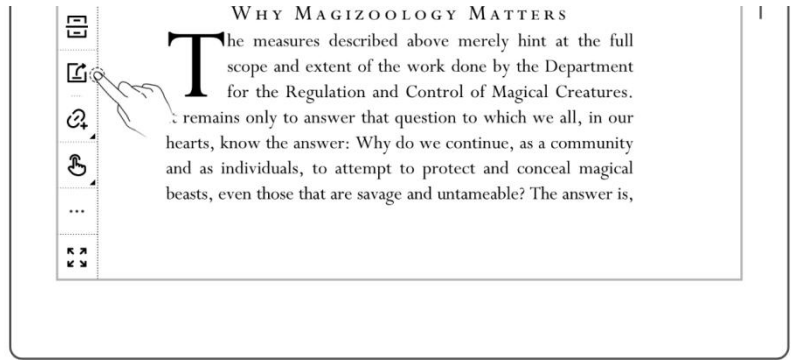 WHY MAGIZOOLOGY MATTERS
The measures described above merely hint at the full
scope and extent of the work done by the Department
for the Regulation and Control of Magical Creatures.
remains only to answer that question to which we all, in our
hearts, know the answer: Why do we continue, as a community
and as individuals, to attempt to protect and conceal magical
beasts, even those that are savage and untameable? The answer is,